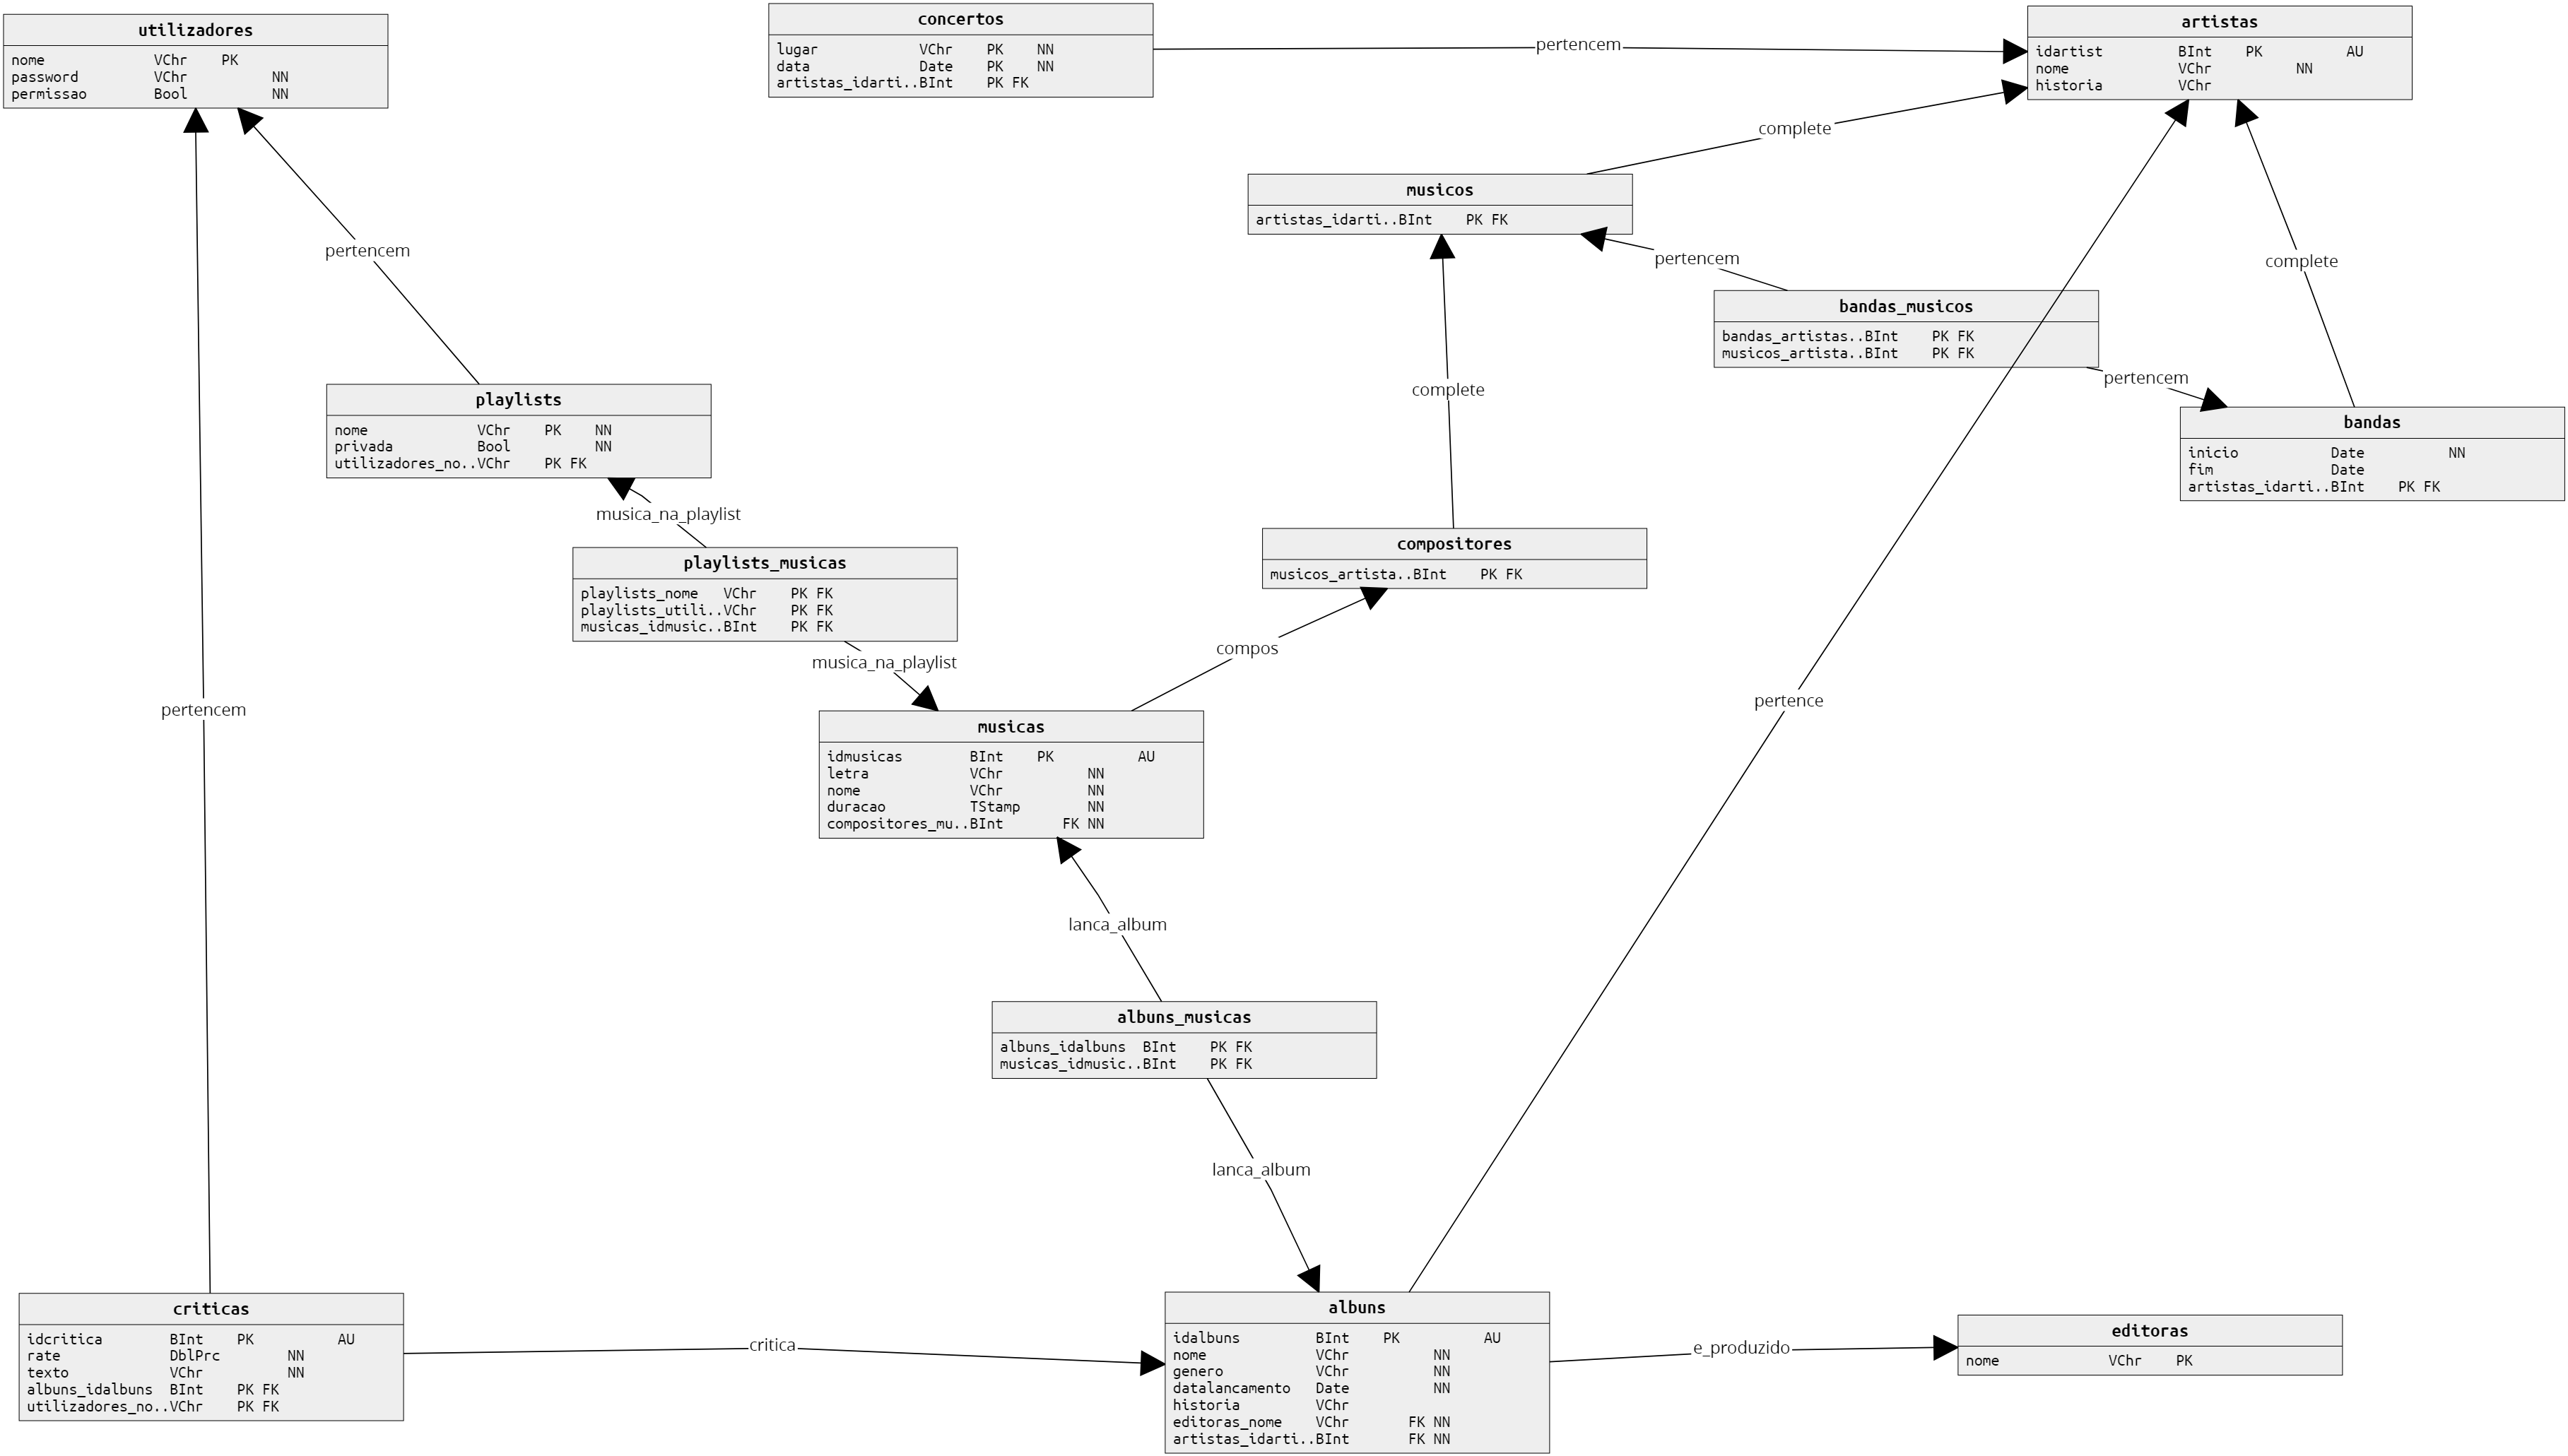 utilizadores
nome VChr PK
password VChr NN
permissao Bool NN
concertos
lugar VChr PK NN
data Date PK NN
artistas_idarti..BInt PK FK
pertencem
artistas
idartist BInt PK AU
nome VChr NN
historia VChr
complete
musicos
artistas_idarti..BInt PK FK
pertencem
pertencem
complete
bandas_musicos
bandas_artistas..BInt PK FK
musicos_artista..BInt PK FK
pertencem
complete
playlists
nome VChr PK NN
privada Bool NN
utilizadores_no..VChr PK FK
bandas
inicio Date NN
fim Date
artistas_idarti..BInt PK FK
musica_na_playlist
compositores
musicos_artista..BInt PK FK
playlists_musicas
playlists_nome VChr PK FK
playlists_utili..VChr PK FK
musicas_idmusic..BInt PK FK
compos
musica_na_playlist
pertence
pertencem
musicas
idmusicas BInt PK AU
letra VChr NN
nome VChr NN
duracao TStamp NN
compositores_mu..BInt FK NN
lanca_album
albuns_musicas
albuns_idalbuns BInt PK FK
musicas_idmusic..BInt PK FK
lanca_album
criticas
idcritica BInt PK AU
rate DblPrc NN
texto VChr NN
albuns_idalbuns BInt PK FK
utilizadores_no..VChr PK FK
critica
albuns
idalbuns BInt PK AU
nome VChr NN
genero VChr NN
datalancamento Date NN
historia VChr
editoras_nome VChr FK NN
artistas_idarti..BInt FK NN
e_produzido
editoras
nome VChr PK